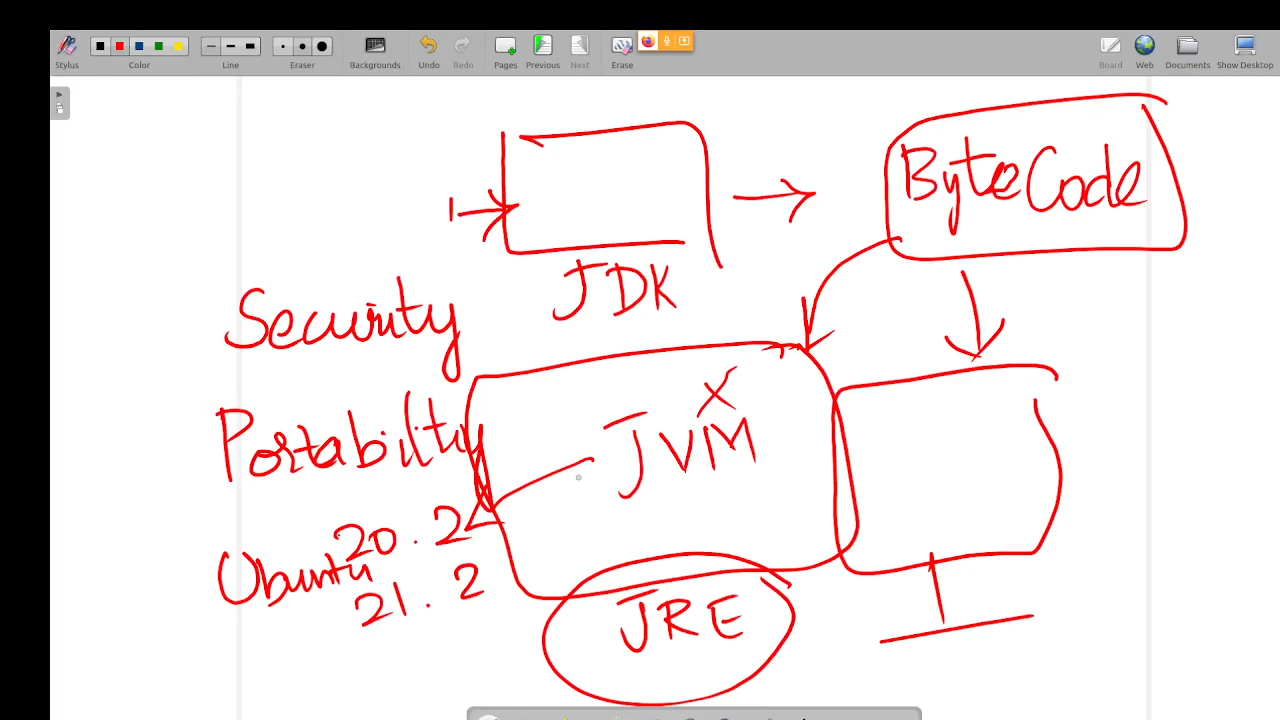 Stylus Color Line Eraser Backgrounds Undo Redo Pages Previous Next Erase Board Web Documents Show Desktop
ByteCode
JDK
Security
X
JVM
Portability
20.2
Ubuntu
21.2
JRE